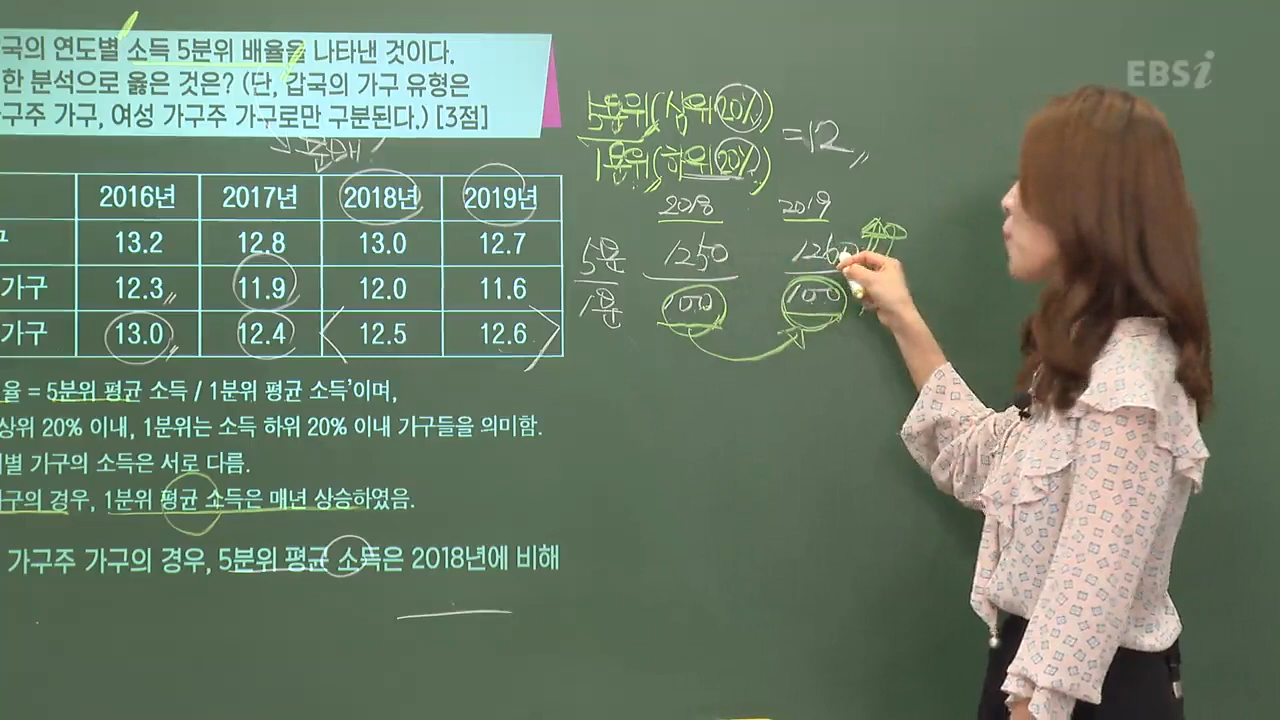 국의 연도별 소득 5분위 배율을 나타낸 것이다.
한 분석으로 옳은 것은? (단, 갑국의 가구 유형은
구주 가구, 여성 가구주 가구로만 구분된다.) [3점]
EBSi
5분위(상위20%)
1분위(하위20%)
=12
2016년 2017년 2018년 2019년
구 13.2 12.8 13.0 12.7
가구 12.3 11.9 12.0 11.6
가구 13.0 12.4 12.5 12.6
2018 2019
5분 1250 1260
1분 100 100
율 = 5분위 평균 소득 / 1분위 평균 소득'이며,
상위 20% 이내, 1분위는 소득 하위 20% 이내 가구들을 의미함.
별 가구의 소득은 서로 다름.
가구의 경우, 1분위 평균 소득은 매년 상승하였음.
가구주 가구의 경우, 5분위 평균 소득은 2018년에 비해